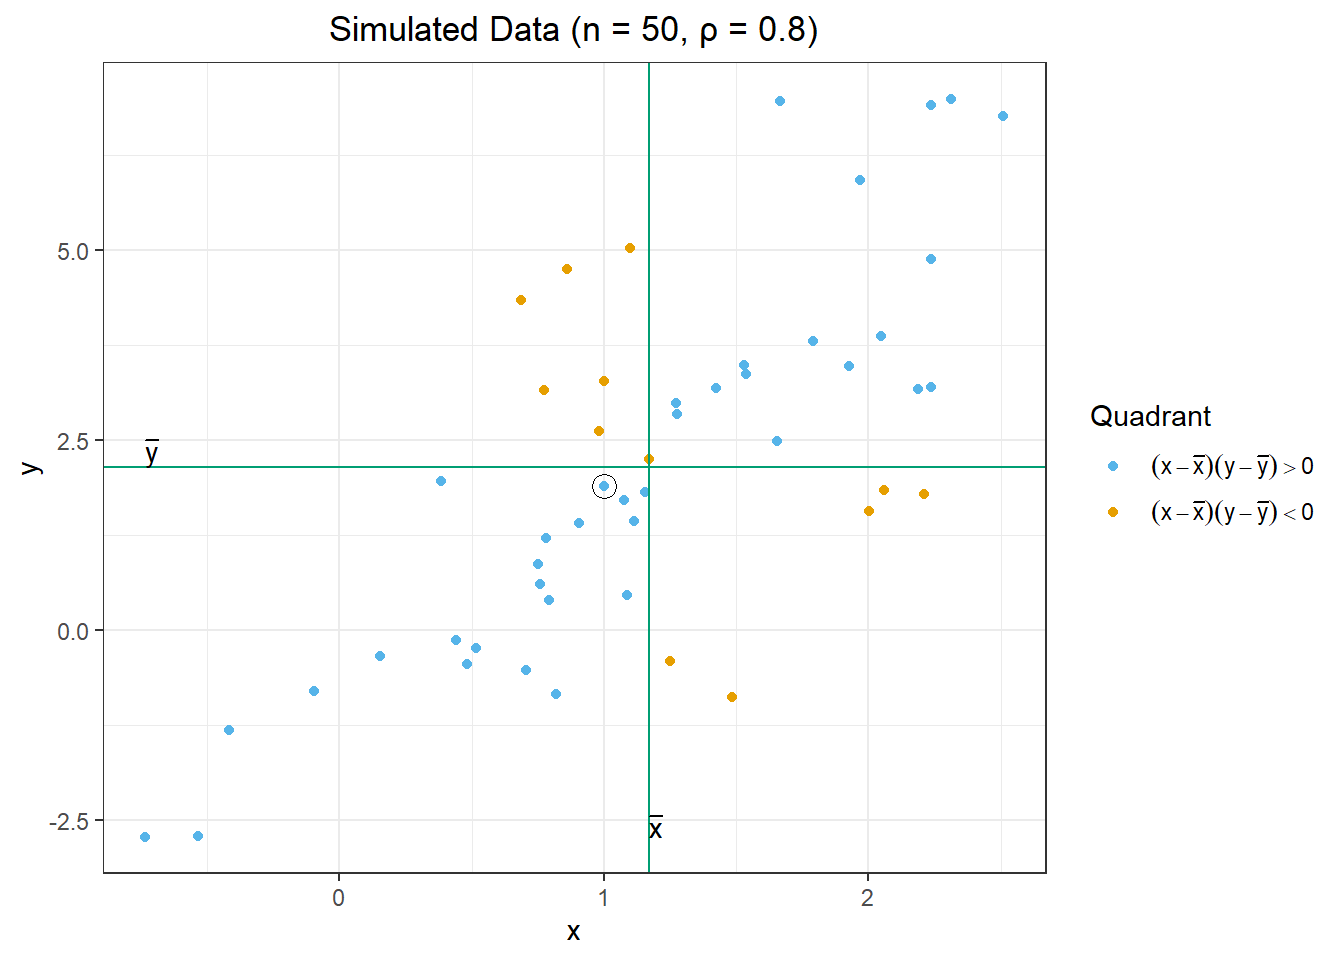 Simulated Data (n = 50, ρ = 0.8)
y
5.0
2.5
0.0
-2.5
y̅
x̅
0 1 2
x
Quadrant
(x − x̅)(y − y̅) > 0
(x − x̅)(y − y̅) < 0